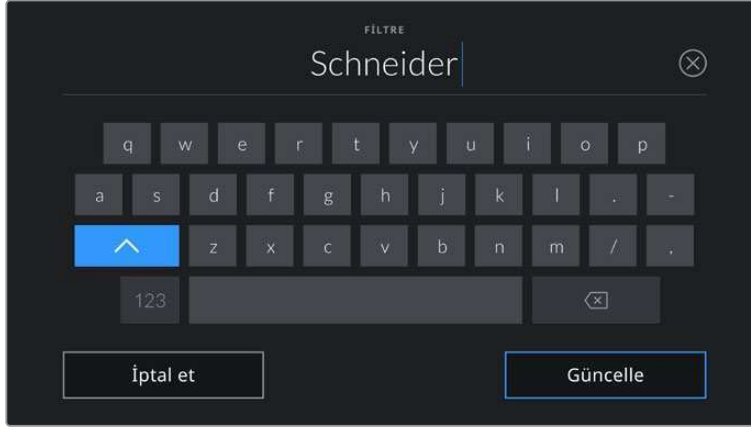 FİLTRE
Schneider
q w e r t y u i o p
a s d f g h j k l . -
z x c v b n m / ,
123
İptal et Güncelle